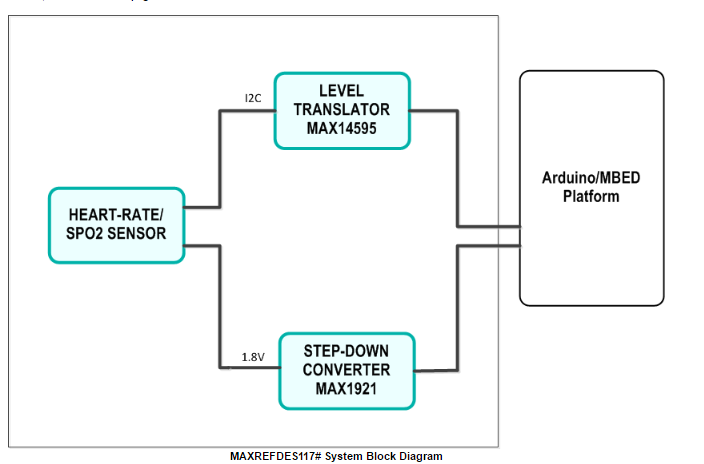 I2C
LEVEL
TRANSLATOR
MAX14595
Arduino/MBED
Platform
HEART-RATE/
SPO2 SENSOR
1.8V
STEP-DOWN
CONVERTER
MAX1921
MAXREFDES117# System Block Diagram